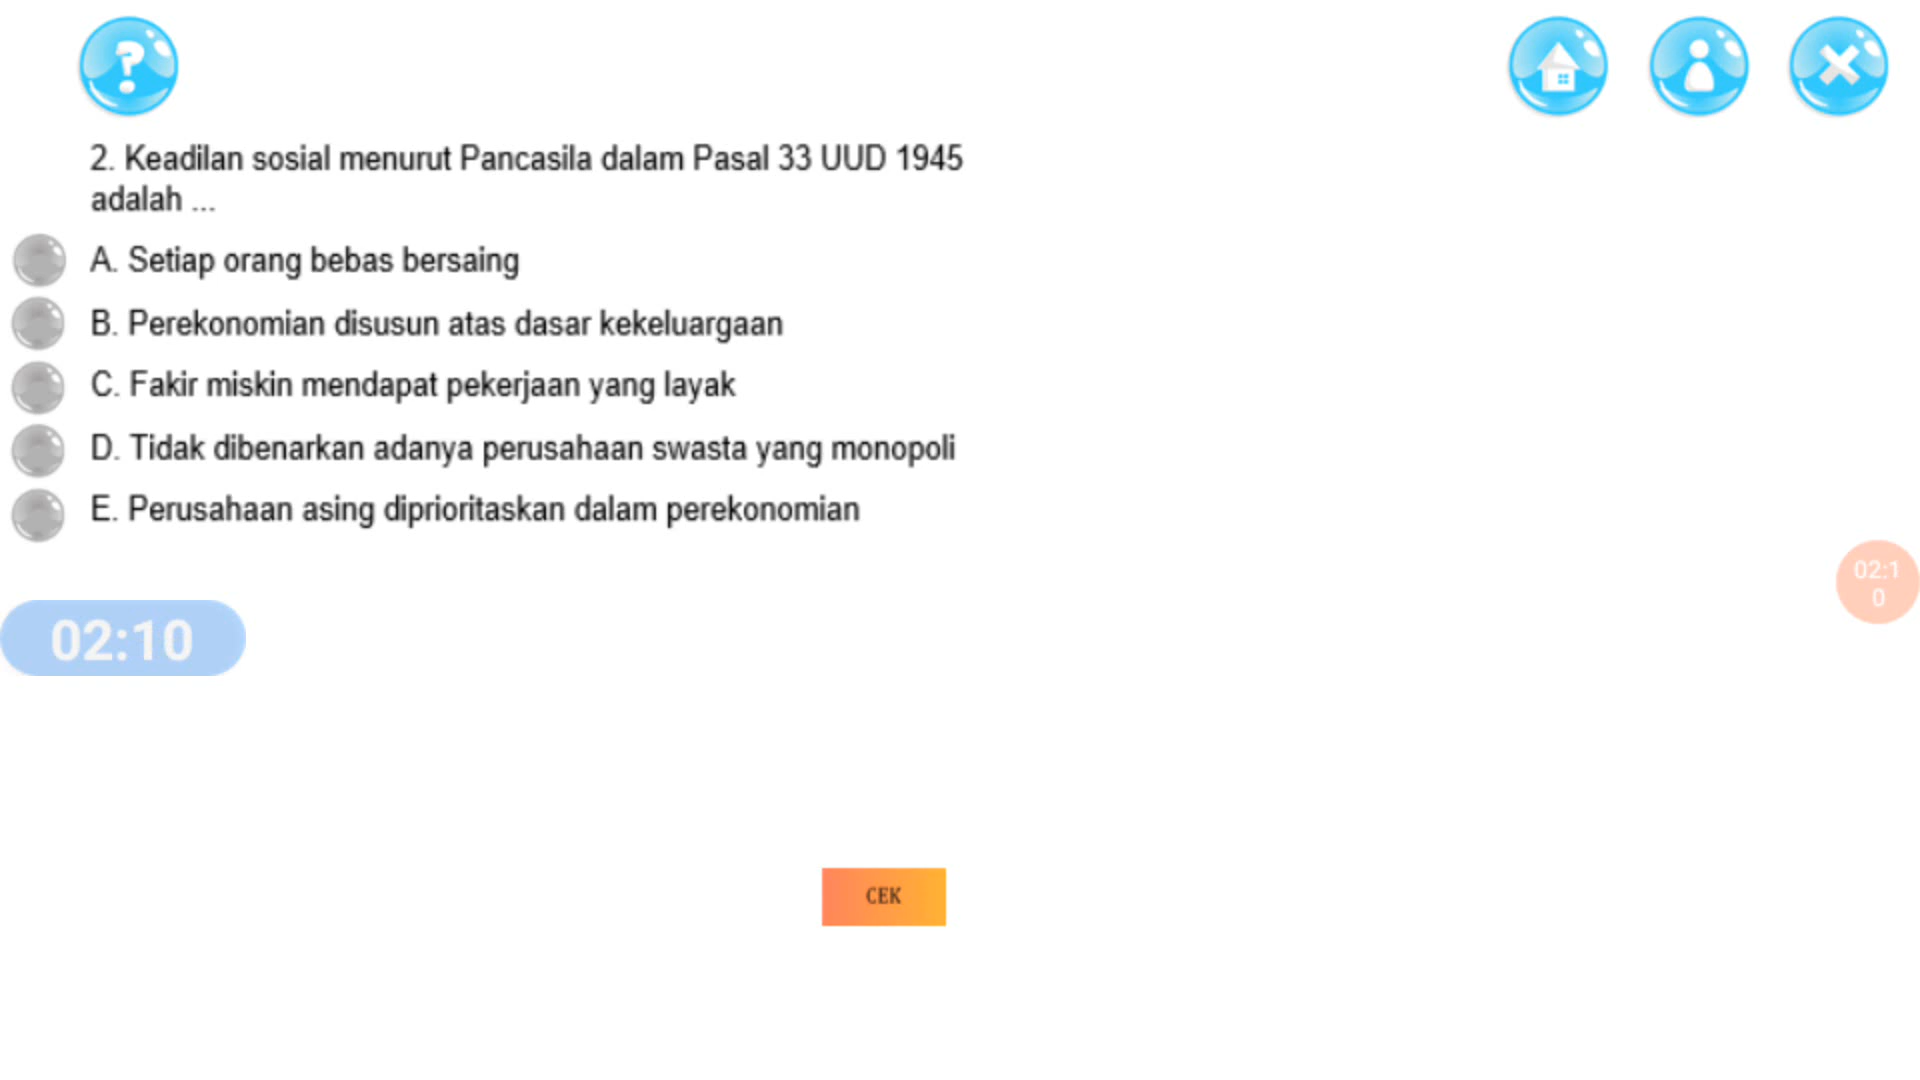 2. Keadilan sosial menurut Pancasila dalam Pasal 33 UUD 1945
adalah ...
A. Setiap orang bebas bersaing
B. Perekonomian disusun atas dasar kekeluargaan
C. Fakir miskin mendapat pekerjaan yang layak
D. Tidak dibenarkan adanya perusahaan swasta yang monopoli
E. Perusahaan asing diprioritaskan dalam perekonomian
02:1
0
02:10
CEK